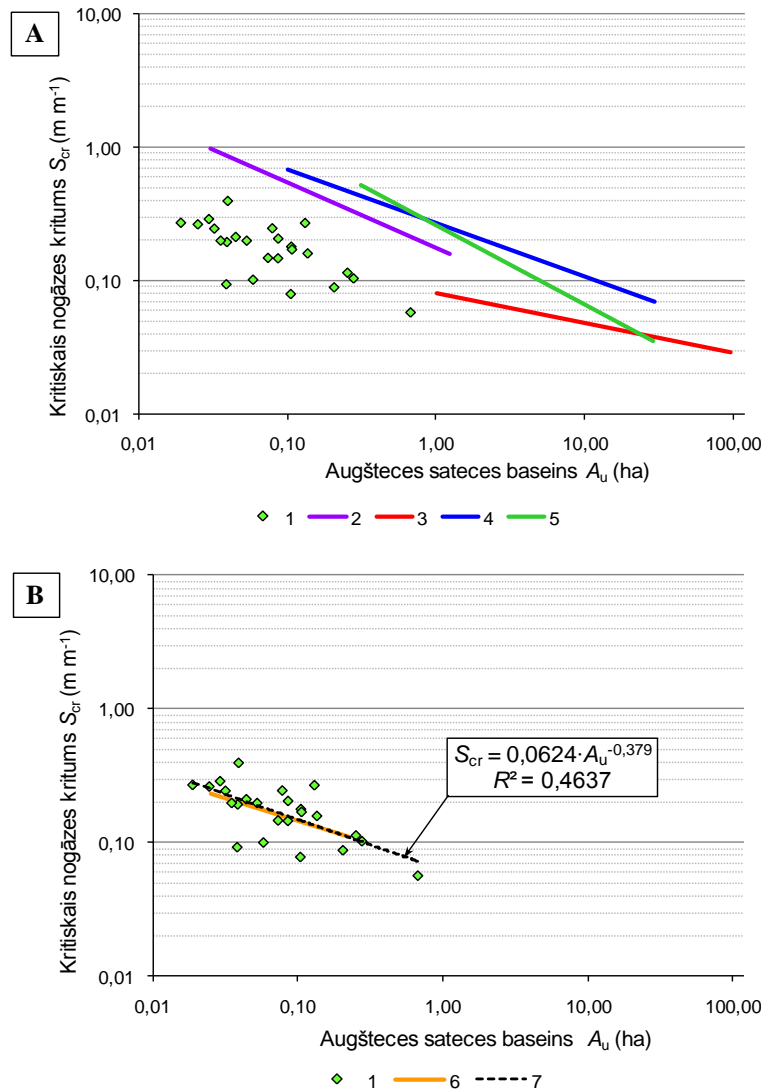 A
10,00
1,00
0,10
0,01
Kritiskais nogāzes kritums Scr (m m-1)
0,01 0,10 1,00 10,00 100,00
Augšteces sateces baseins Au (ha)
1 2 3 4 5
B
10,00
1,00
0,10
0,01
Kritiskais nogāzes kritums Scr (m m-1)
Scr = 0,0624·Au-0,379
R² = 0,4637
0,01 0,10 1,00 10,00 100,00
Augšteces sateces baseins Au (ha)
1 6 7